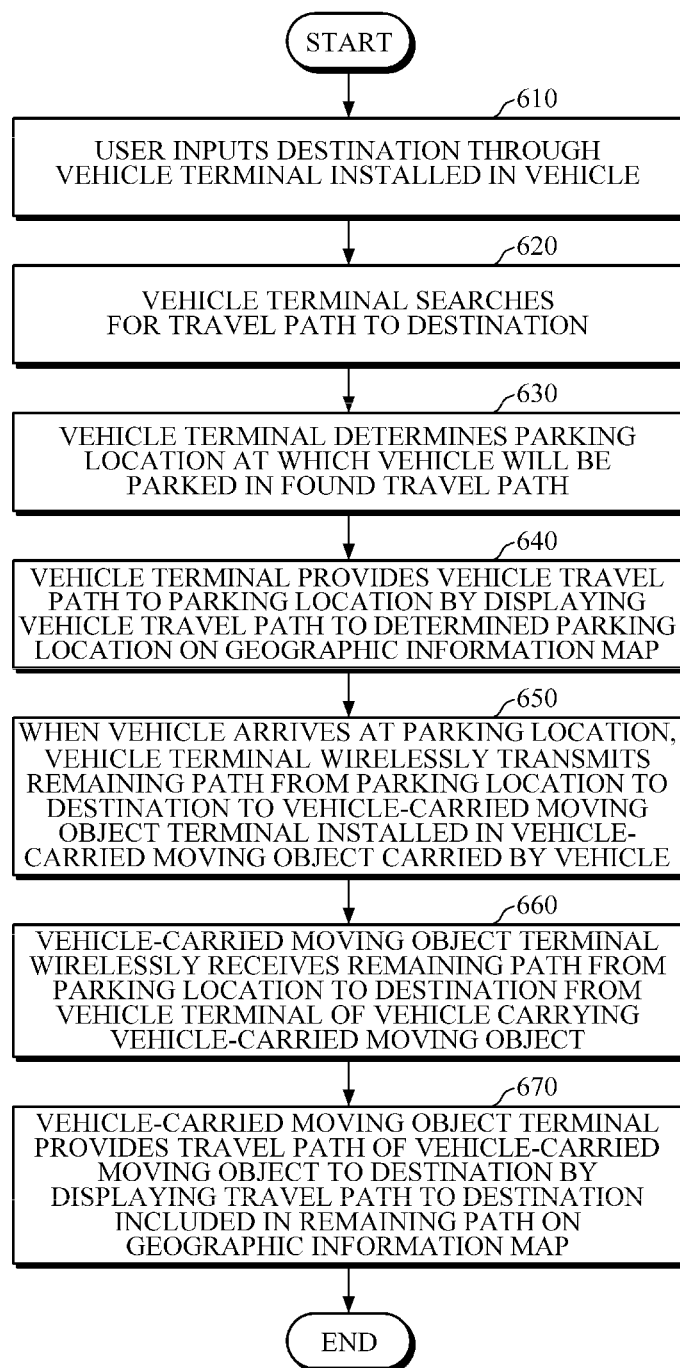 START
610
USER INPUTS DESTINATION THROUGH
VEHICLE TERMINAL INSTALLED IN VEHICLE
620
VEHICLE TERMINAL SEARCHES
FOR TRAVEL PATH TO DESTINATION
630
VEHICLE TERMINAL DETERMINES PARKING
LOCATION AT WHICH VEHICLE WILL BE
PARKED IN FOUND TRAVEL PATH
640
VEHICLE TERMINAL PROVIDES VEHICLE TRAVEL
PATH TO PARKING LOCATION BY DISPLAYING
VEHICLE TRAVEL PATH TO DETERMINED PARKING
LOCATION ON GEOGRAPHIC INFORMATION MAP
650
WHEN VEHICLE ARRIVES AT PARKING LOCATION,
VEHICLE TERMINAL WIRELESSLY TRANSMITS
REMAINING PATH FROM PARKING LOCATION TO
DESTINATION TO VEHICLE-CARRIED MOVING
OBJECT TERMINAL INSTALLED IN VEHICLE-
CARRIED MOVING OBJECT CARRIED BY VEHICLE
660
VEHICLE-CARRIED MOVING OBJECT TERMINAL
WIRELESSLY RECEIVES REMAINING PATH FROM
PARKING LOCATION TO DESTINATION FROM
VEHICLE TERMINAL OF VEHICLE CARRYING
VEHICLE-CARRIED MOVING OBJECT
670
VEHICLE-CARRIED MOVING OBJECT TERMINAL
PROVIDES TRAVEL PATH OF VEHICLE-CARRIED
MOVING OBJECT TO DESTINATION BY
DISPLAYING TRAVEL PATH TO DESTINATION
INCLUDED IN REMAINING PATH ON
GEOGRAPHIC INFORMATION MAP
END